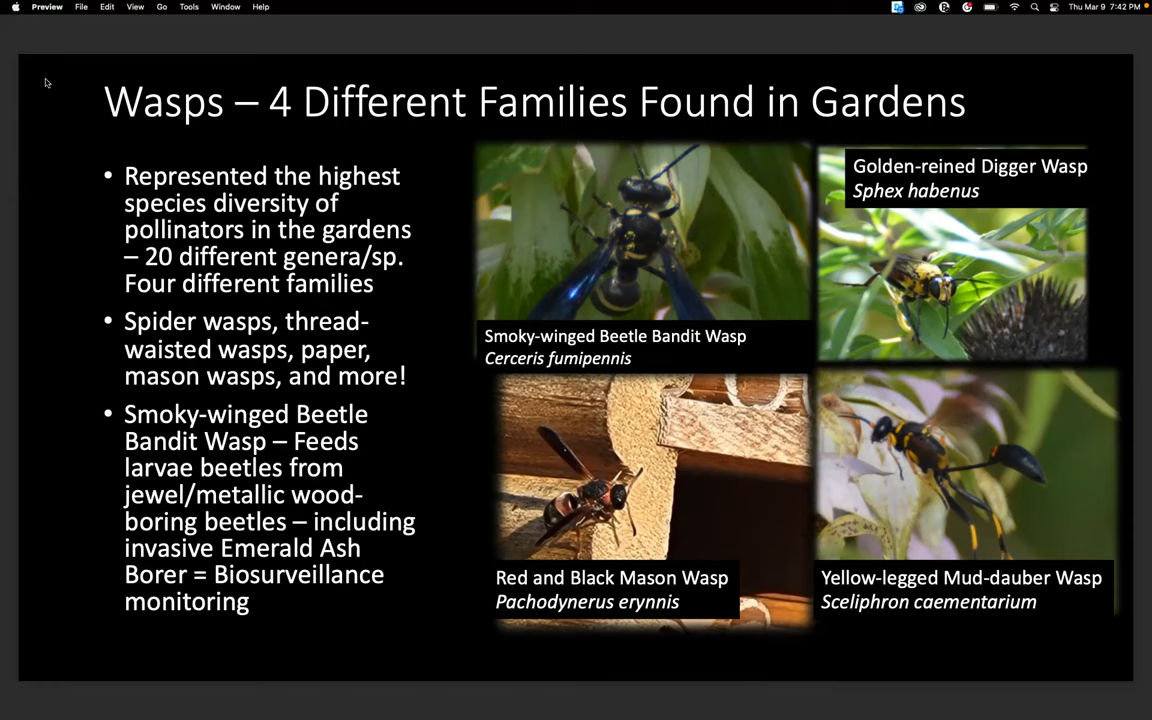 Preview File Edit View Go Tools Window Help
Thu Mar 9 7:42 PM
Wasps – 4 Different Families Found in Gardens
• Represented the highest
species diversity of
pollinators in the gardens
– 20 different genera/sp.
Four different families
• Spider wasps, thread-
waisted wasps, paper,
mason wasps, and more!
• Smoky-winged Beetle
Bandit Wasp – Feeds
larvae beetles from
jewel/metallic wood-
boring beetles – including
invasive Emerald Ash
Borer = Biosurveillance
monitoring
Smoky-winged Beetle Bandit Wasp
Cerceris fumipennis
Golden-reined Digger Wasp
Sphex habenus
Red and Black Mason Wasp
Pachodynerus erynnis
Yellow-legged Mud-dauber Wasp
Sceliphron caementarium